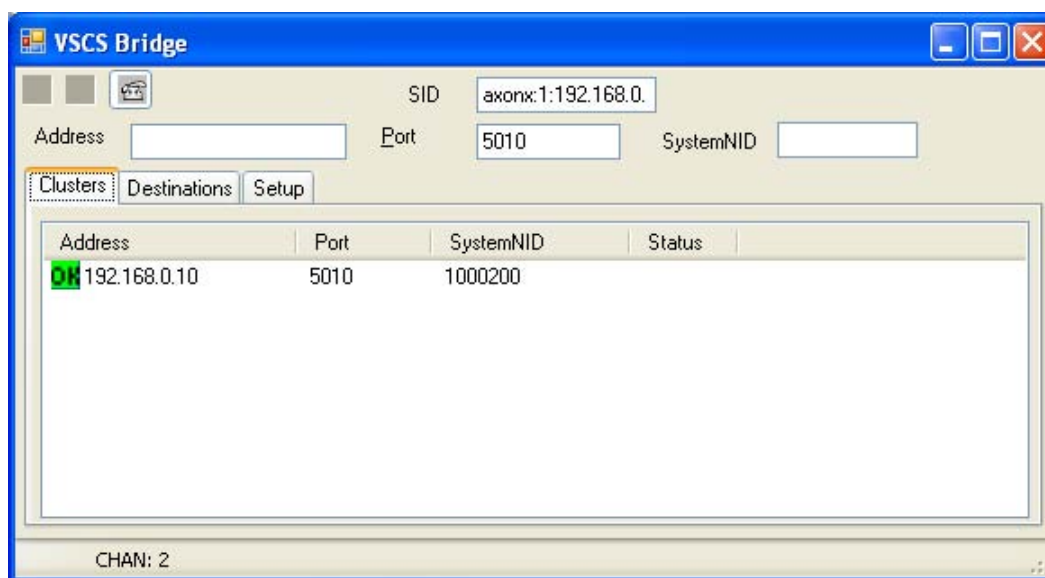 VSCS Bridge
SID axonx:1:192.168.0.
Address Port 5010 SystemNID
Clusters Destinations Setup
Address Port SystemNID Status
OK 192.168.0.10 5010 1000200
CHAN: 2